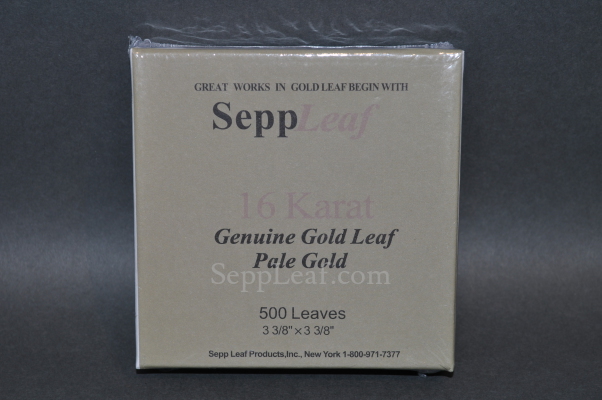 GREAT WORKS IN GOLD LEAF BEGIN WITH
SeppLeaf
16 Karat
Genuine Gold Leaf
Pale Gold
SeppLeaf.com
500 Leaves
3 3/8" x 3 3/8"
Sepp Leaf Products,Inc., New York 1-800-971-7377